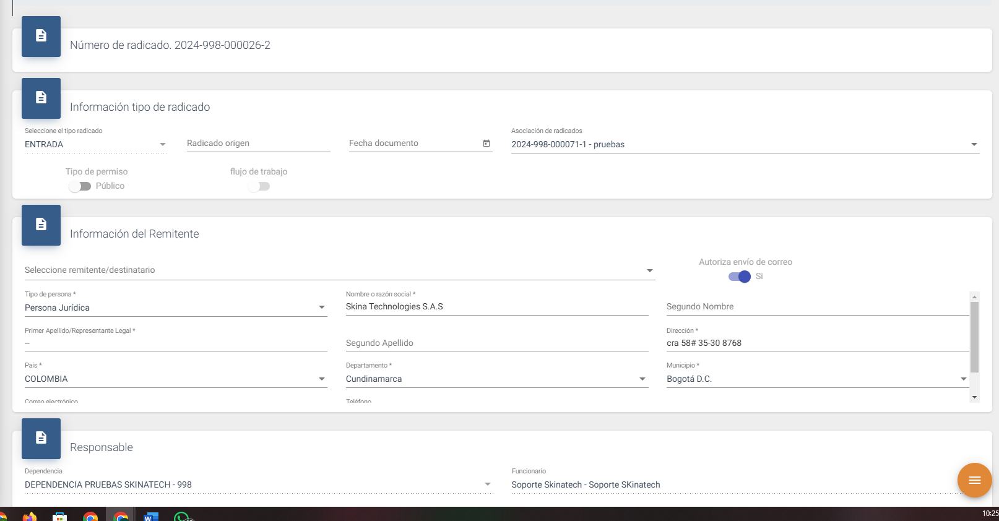 Número de radicado. 2024-998-000026-2
Información tipo de radicado
Seleccione el tipo radicado
ENTRADA
Radicado origen
Fecha documento
Asociación de radicados
2024-998-000071-1 - pruebas
Tipo de permiso
Público
flujo de trabajo
Información del Remitente
Seleccione remitente/destinatario
Autoriza envío de correo
Si
Tipo de persona *
Persona Jurídica
Nombre o razón social *
Skina Technologies S.A.S
Segundo Nombre
Primer Apellido/Representante Legal *
--
Segundo Apellido
Dirección *
cra 58# 35-30 8768
País *
COLOMBIA
Departamento *
Cundinamarca
Municipio *
Bogotá D.C.
Correo electrónico
Teléfono
Responsable
Dependencia
DEPENDENCIA PRUEBAS SKINATECH - 998
Funcionario
Soporte Skinatech - Soporte SKinatech
W
10:25